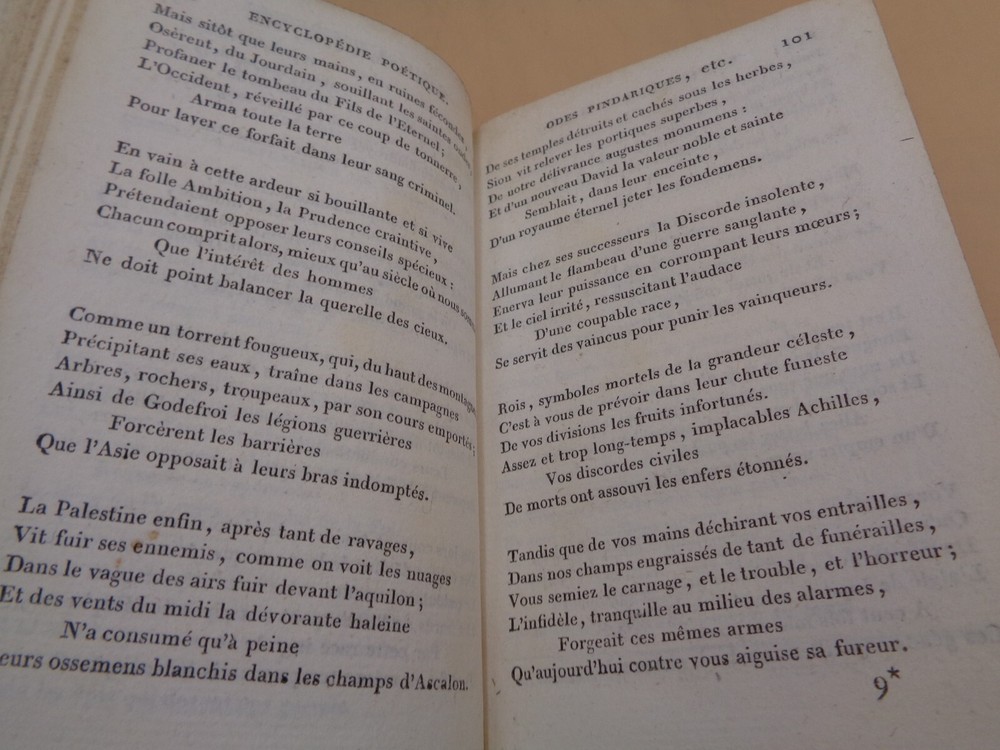 ENCYCLOPÉDIE POÉTIQUE.
Mais sitôt que leurs mains, en ruines fécondes,
Osèrent, du Jourdain, souillant les saintes ondes,
Profaner le tombeau du Fils de l'Eternel;
L'Occident, réveillé par ce coup de tonnerre,
Arma toute la terre
Pour laver ce forfait dans leur sang criminel.
En vain à cette ardeur si bouillante et si vive
La folle Ambition, la Prudence craintive,
Prétendaient opposer leurs conseils spécieux :
Chacun comprit alors, mieux qu'au siècle où nous
Que l'intérêt des hommes
Ne doit point balancer la querelle des cieux.
Comme un torrent fougueux, qui, du haut des montagnes
Précipitant ses eaux, traîne dans les campagnes
Arbres, rochers, troupeaux, par son cours emportés;
Ainsi de Godefroi les légions guerrières
Forcèrent les barrières
Que l'Asie opposait à leurs bras indomptés.
La Palestine enfin, après tant de ravages,
Vit fuir ses ennemis, comme on voit les nuages
Dans le vague des airs fuir devant l'aquilon;
Et des vents du midi la dévorante haleine
N'a consumé qu'à peine
eurs ossemens blanchis dans les champs d'Ascalon.
ODES PINDARIQUES, etc. 101
De ses temples détruits et cachés sous les herbes,
Sion vit relever les portiques superbes,
De notre délivrance augustes monumens :
Et d'un nouveau David la valeur noble et sainte
Semblait, dans leur enceinte,
D'un royaume éternel jeter les fondemens.
Mais chez ses successeurs la Discorde insolente,
Allumant le flambeau d'une guerre sanglante,
Enerva leur puissance en corrompant leurs mœurs;
Et le ciel irrité, ressuscitant l'audace
D'une coupable race,
Se servit des vaincus pour punir les vainqueurs.
Rois, symboles mortels de la grandeur céleste,
C'est à vous de prévoir dans leur chute funeste
De vos divisions les fruits infortunés.
Assez et trop long-temps, implacables Achilles,
Vos discordes civiles
De morts ont assouvi les enfers étonnés.
Tandis que de vos mains déchirant vos entrailles,
Dans nos champs engraissés de tant de funérailles,
Vous semiez le carnage, et le trouble, et l'horreur;
L'infidèle, tranquille au milieu des alarmes,
Forgeait ces mêmes armes
Qu'aujourd'hui contre vous aiguise sa fureur.
9*